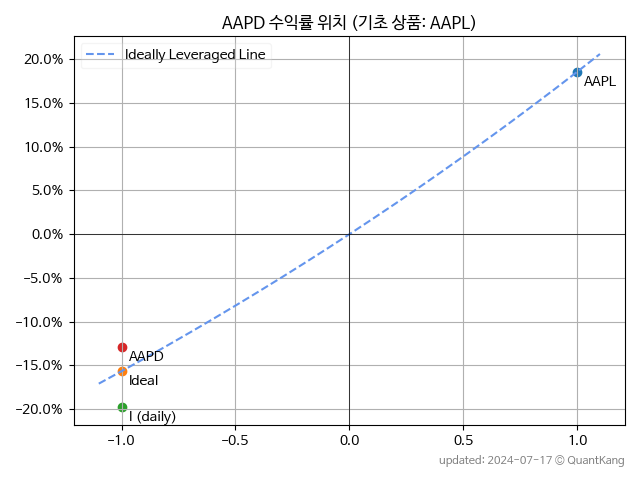 AAPD 수익률 위치 (기초 상품: AAPL)
Ideally Leveraged Line
20.0%
15.0%
10.0%
5.0%
0.0%
−5.0%
−10.0%
−15.0%
−20.0%
AAPL
AAPD
Ideal
I (daily)
−1.0 −0.5 0.0 0.5 1.0
updated: 2024-07-17 © QuantKang